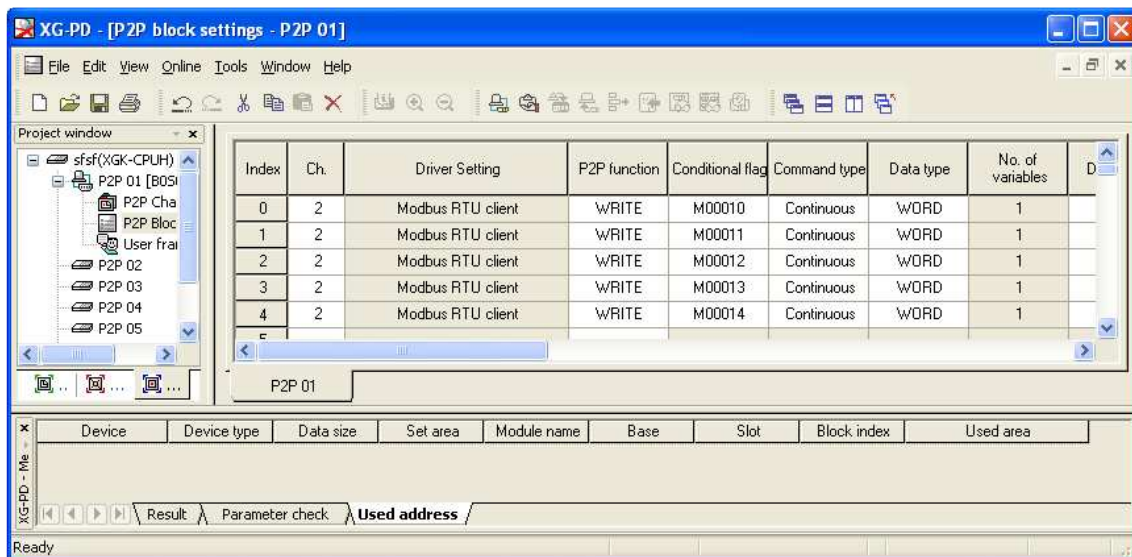 XG-PD - [P2P block settings - P2P 01]
File Edit View Online Tools Window Help
Project window
sfsf(XGK-CPUH)
P2P 01 [B0S
P2P Cha
P2P Bloc
User frai
P2P 02
P2P 03
P2P 04
P2P 05
.. ... ...
Index Ch. Driver Setting P2P function Conditional flag Command type Data type No. of variables D
0 2 Modbus RTU client WRITE M00010 Continuous WORD 1
1 2 Modbus RTU client WRITE M00011 Continuous WORD 1
2 2 Modbus RTU client WRITE M00012 Continuous WORD 1
3 2 Modbus RTU client WRITE M00013 Continuous WORD 1
4 2 Modbus RTU client WRITE M00014 Continuous WORD 1
P2P 01
Device Device type Data size Set area Module name Base Slot Block index Used area
XG-PD - Me
Result Parameter check Used address
Ready